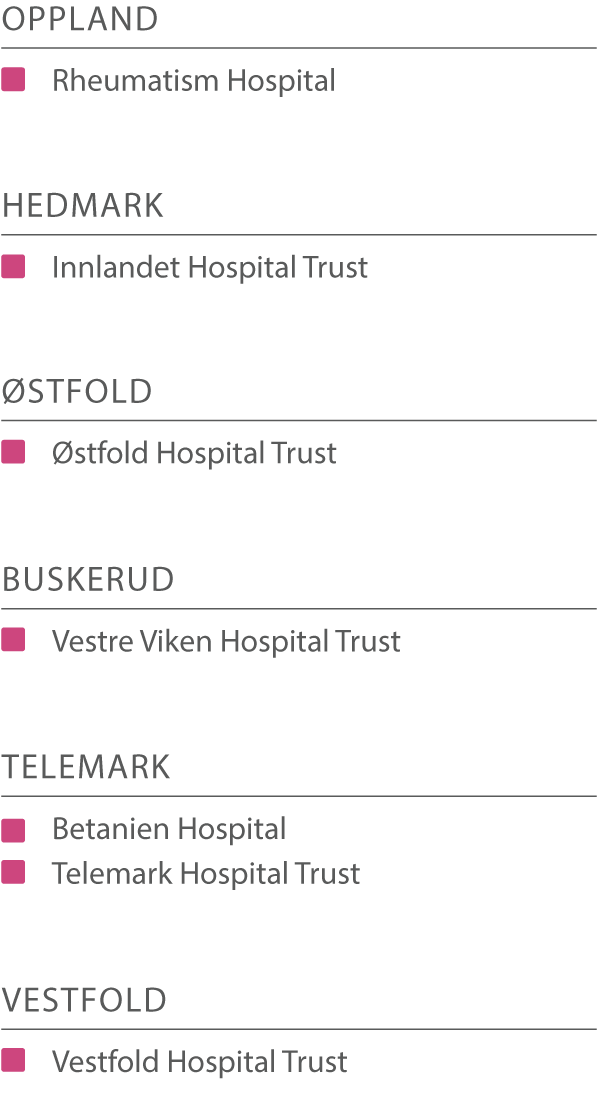 OPPLAND
Rheumatism Hospital
HEDMARK
Innlandet Hospital Trust
ØSTFOLD
Østfold Hospital Trust
BUSKERUD
Vestre Viken Hospital Trust
TELEMARK
Betanien Hospital
Telemark Hospital Trust
VESTFOLD
Vestfold Hospital Trust